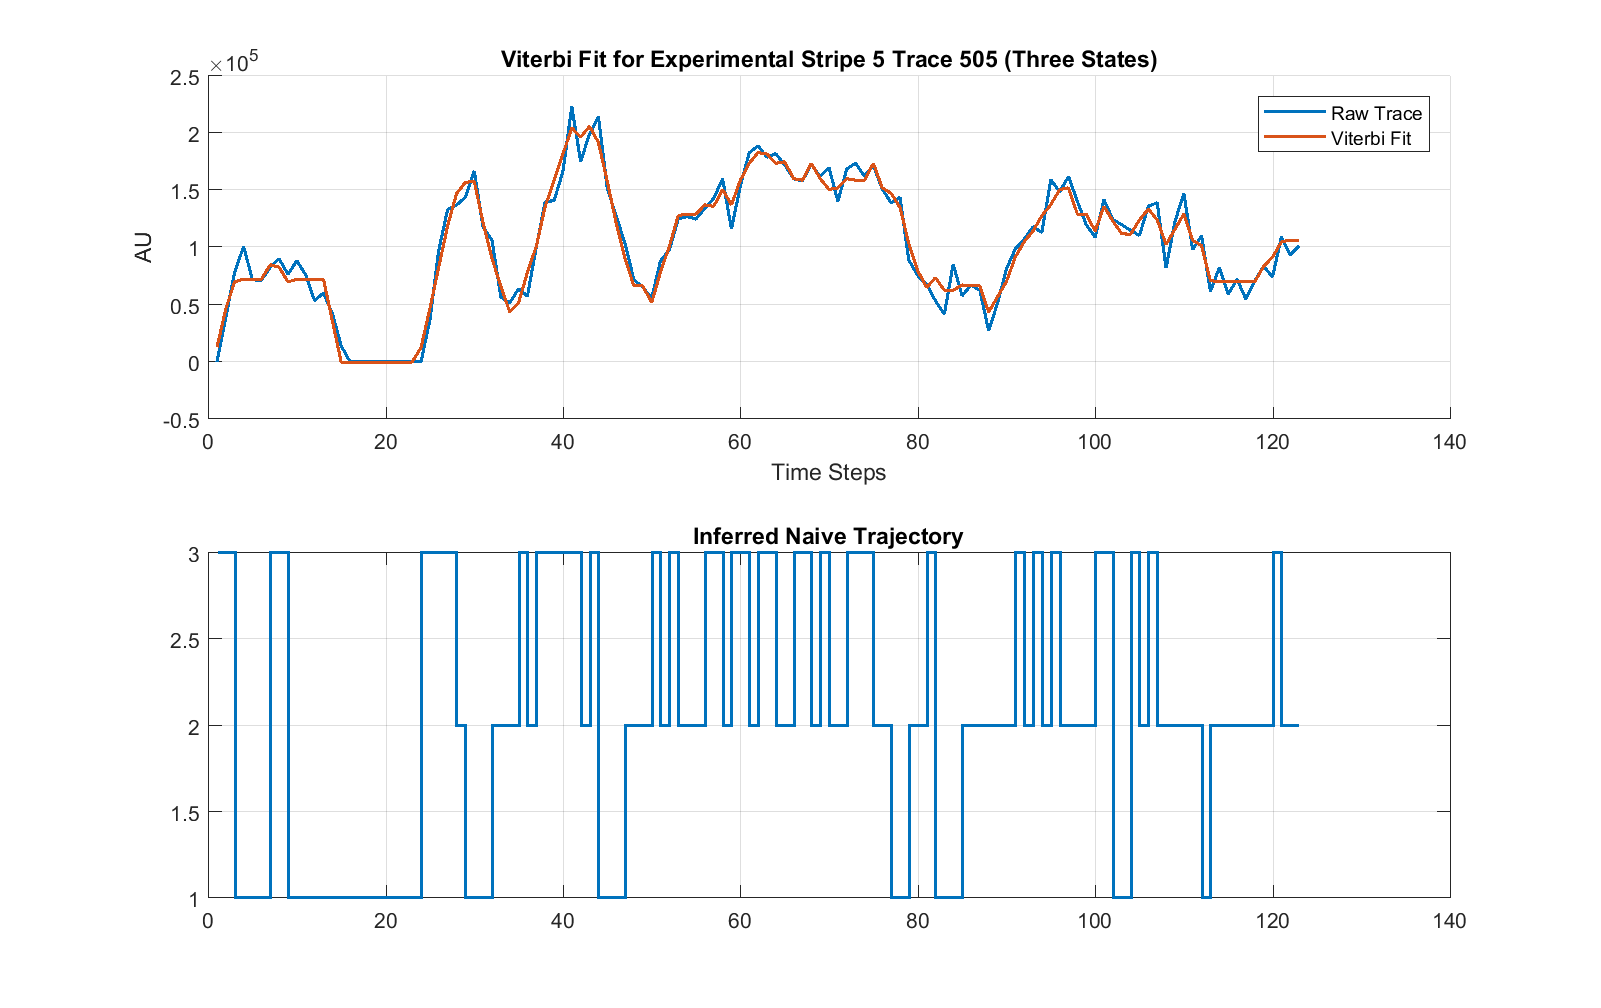 Viterbi Fit for Experimental Stripe 5 Trace 505 (Three States)
×10^5
2.5
2
1.5
1
0.5
0
-0.5
AU
Raw Trace
Viterbi Fit
0 20 40 60 80 100 120 140
Time Steps
Inferred Naive Trajectory
3
2.5
2
1.5
1
0 20 40 60 80 100 120 140